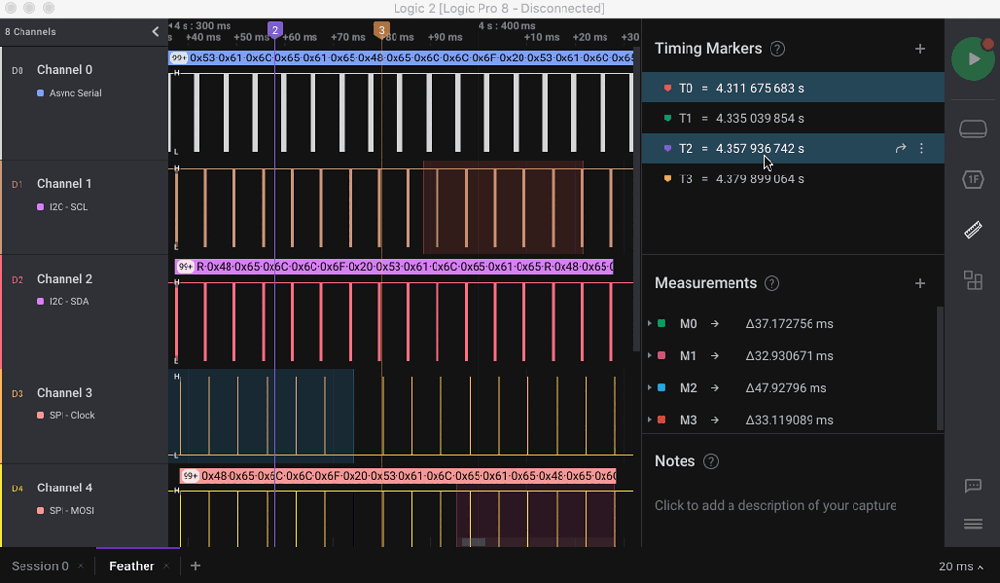 Logic 2 [Logic Pro 8 - Disconnected]
8 Channels
4 s : 300 ms
4 s : 400 ms
+40 ms
+50 ms
+60 ms
+70 ms
+80 ms
+90 ms
+10 ms
+20 ms
+30
2
3
D0
Channel 0
Async Serial
99+
0x53·0x61·0x6C·0x65·0x61·0x65·0x48·0x65·0x6C·0x6C·0x6F·0x20·0x53·0x61·0x6C·0x65
H
L
D1
Channel 1
I2C - SCL
H
L
D2
Channel 2
I2C - SDA
99+
R·0x48·0x65·0x6C·0x6C·0x6F·0x20·0x53·0x61·0x6C·0x65·0x61·0x65·R·0x48·0x65·0
H
L
D3
Channel 3
SPI - Clock
H
L
D4
Channel 4
SPI - MOSI
99+
0x48·0x65·0x6C·0x6C·0x6F·0x20·0x53·0x61·0x6C·0x65·0x61·0x65·0x48·0x65·0x6C
H
Timing Markers ?
+
T0 = 4.311 675 683 s
T1 = 4.335 039 854 s
T2 = 4.357 936 742 s
T3 = 4.379 899 064 s
Measurements ?
+
M0 → Δ37.172756 ms
M1 → Δ32.930671 ms
M2 → Δ47.92796 ms
M3 → Δ33.119089 ms
Notes ?
Click to add a description of your capture
1F
Session 0 ×
Feather ×
+
20 ms